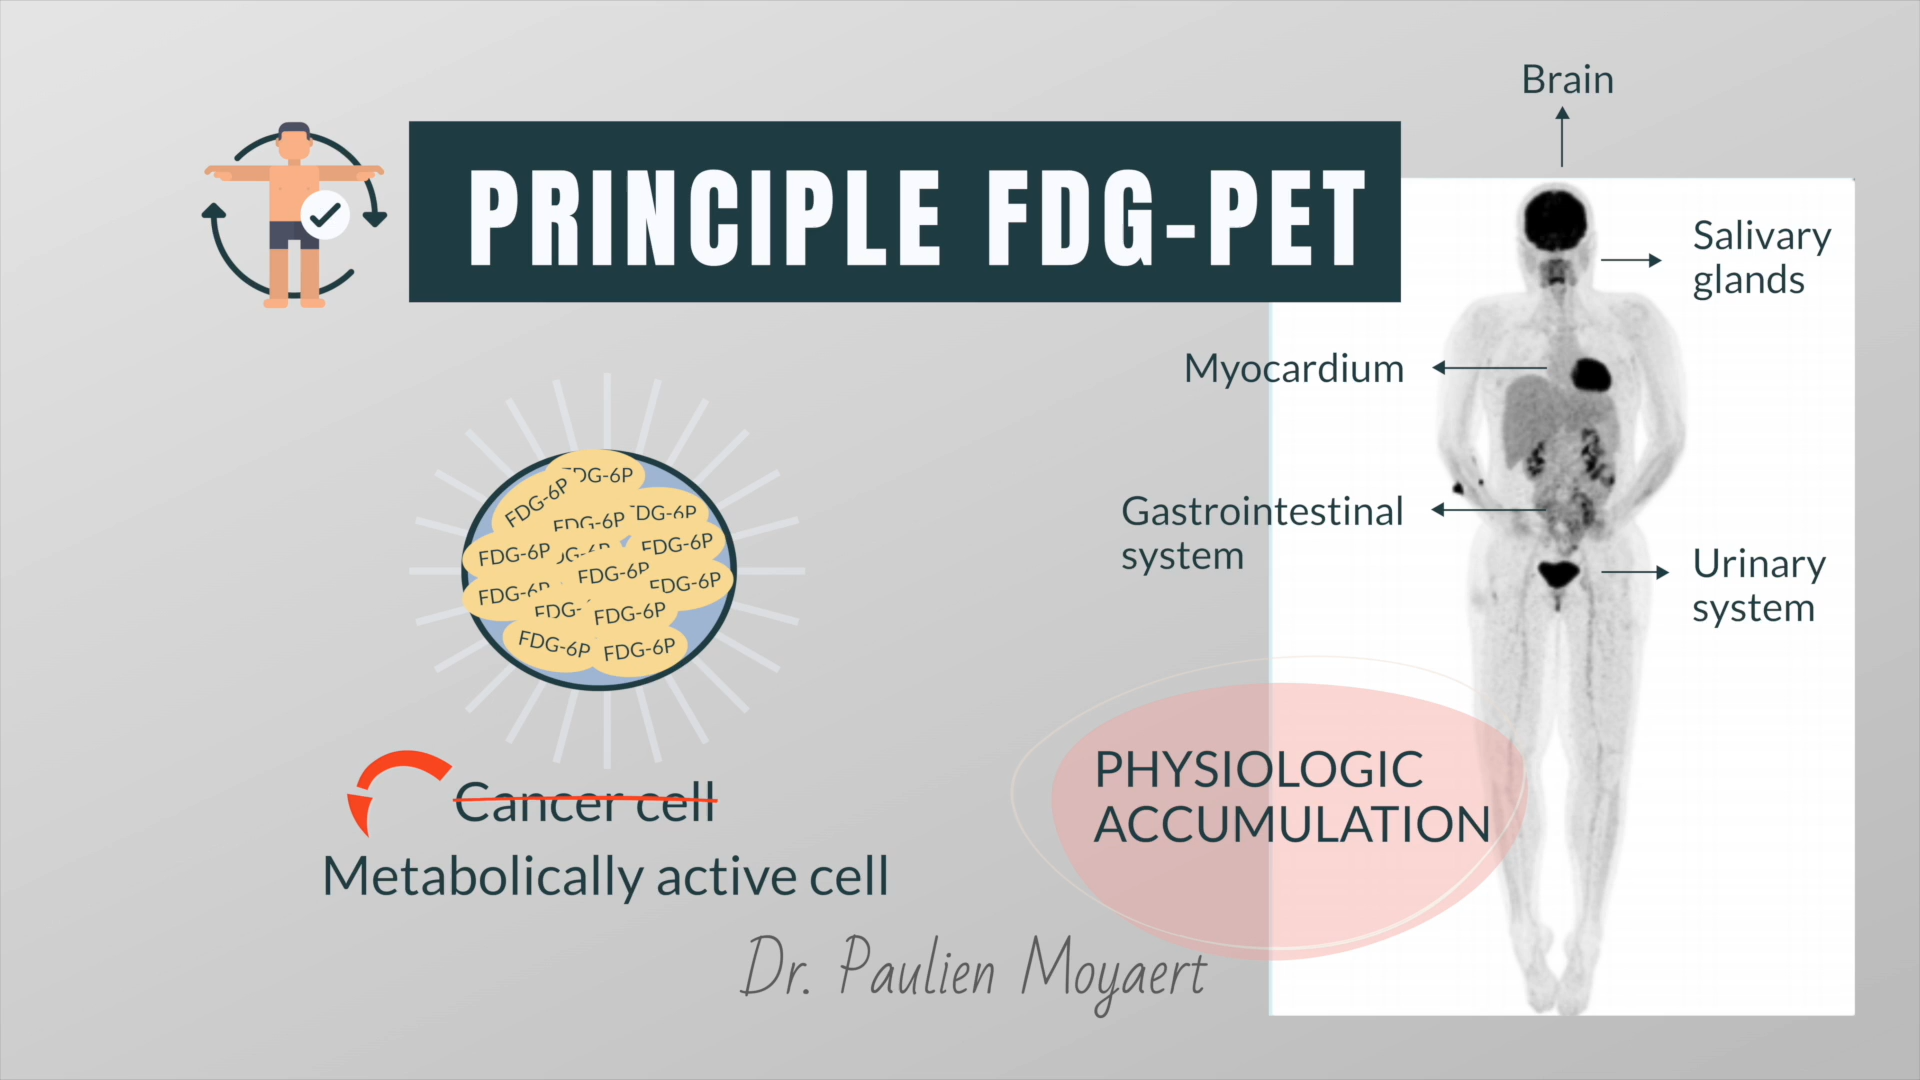 PRINCIPLE FDG-PET
Brain
Salivary
glands
Myocardium
Gastrointestinal
system
Urinary
system
FDG-6P
FDG-6P
FDG-6P
FDG-6P
FDG-6P
FDG-6P
FDG-6P
FDG-6P
FDG-6P
FDG-6P
FDG-6P
Cancer cell
Metabolically active cell
PHYSIOLOGIC
ACCUMULATION
Dr. Paulien Moyaert